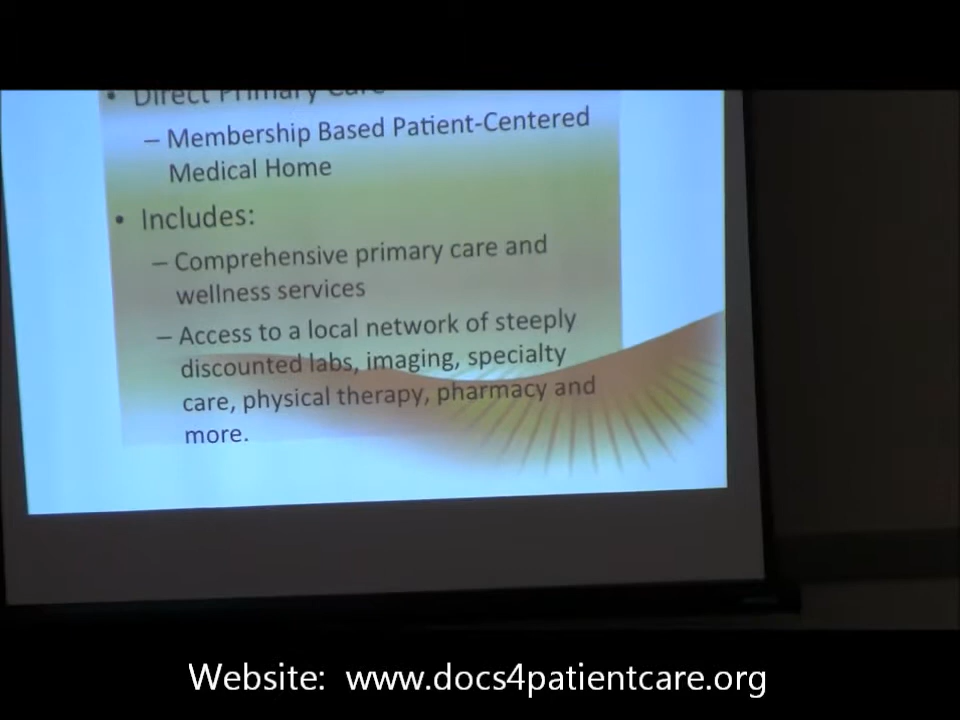 • Direct Primary Care
– Membership Based Patient-Centered
Medical Home
• Includes:
– Comprehensive primary care and
wellness services
– Access to a local network of steeply
discounted labs, imaging, specialty
care, physical therapy, pharmacy and
more.
Website: www.docs4patientcare.org